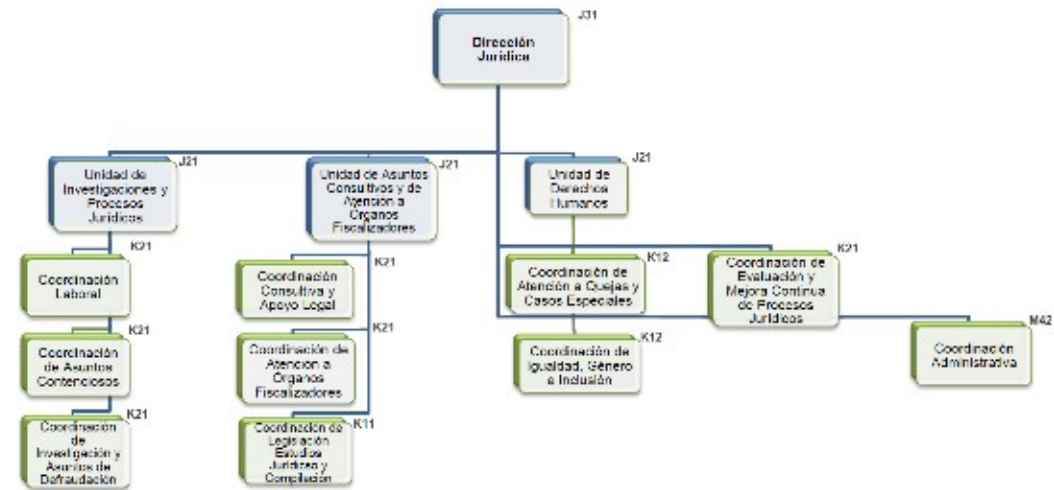 J31
Dirección
Jurídica
J21
Unidad de
Investigaciones y
Procesos
Jurídicos
J21
Unidad de Asuntos
Consultivos y de
Atención a
Órganos
Fiscalizadores
J21
Unidad de
Derechos
Humanos
K21
Coordinación
Laboral
K21
Coordinación
Consultiva y
Apoyo Legal
K12
Coordinación de
Atención a Quejas y
Casos Especiales
K21
Coordinación de
Evaluación y
Mejora Continua
de Procesos
Jurídicos
K21
Coordinación
de Asuntos
Contenciosos
K21
Coordinación de
Atención a
Órganos
Fiscalizadores
K12
Coordinación de
Igualdad, Género
e Inclusión
M42
Coordinación
Administrativa
K21
Coordinación
de
Investigación y
Asuntos de
Defraudación
K11
Coordinación de
Legislación
Estudios
Jurídicos y
Compilación